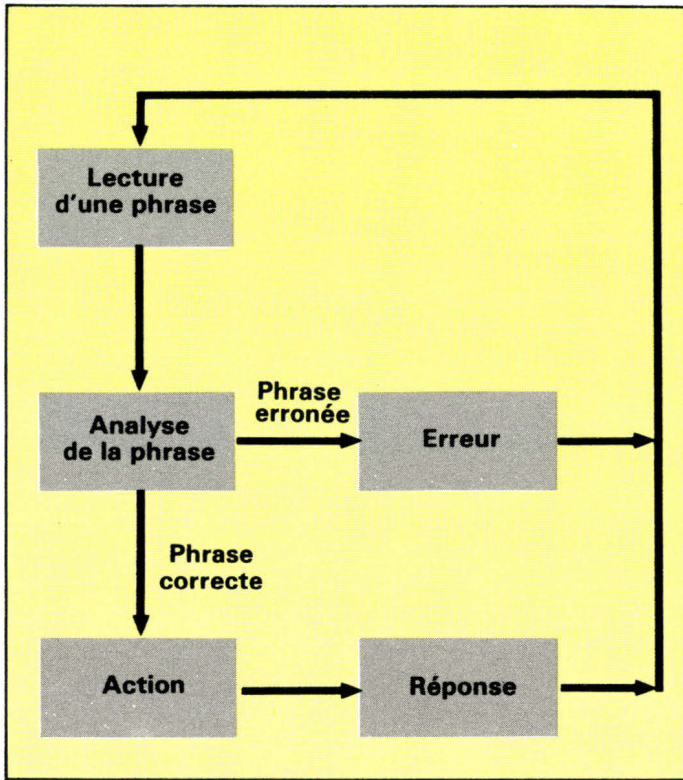 Lecture
d'une phrase
Phrase
erronée
Analyse
de la phrase
Erreur
Phrase
correcte
Action
Réponse